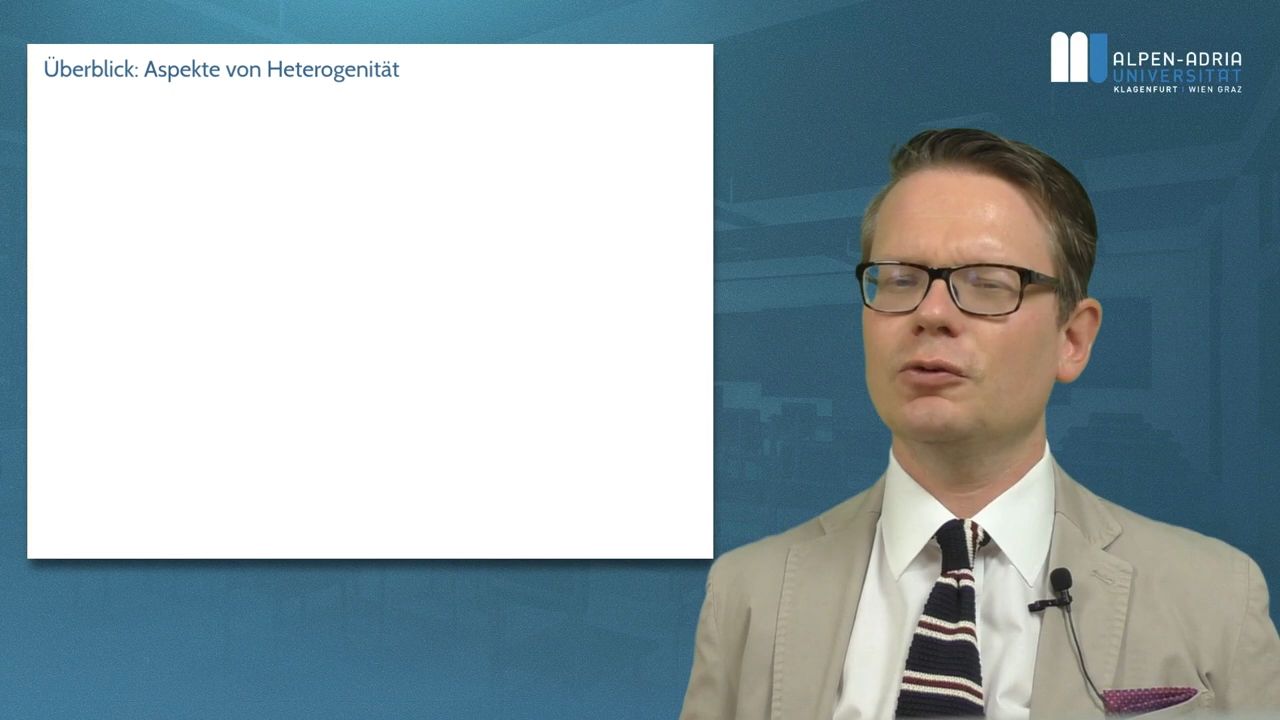 Überblick: Aspekte von Heterogenität
ALPEN-ADRIA
UNIVERSITÄT
KLAGENFURT | WIEN GRAZ